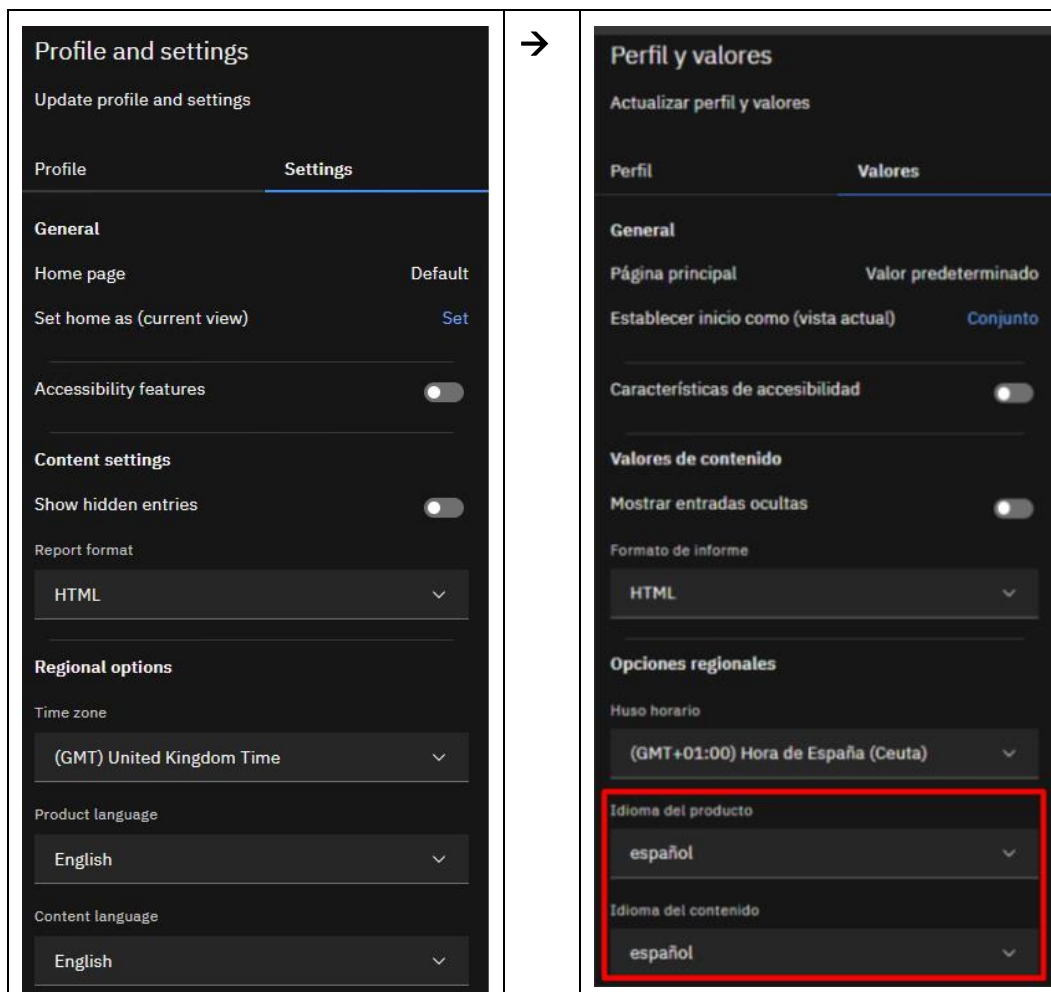 Profile and settings
Update profile and settings
Profile Settings
General
Home page Default
Set home as (current view) Set
Accessibility features
Content settings
Show hidden entries
Report format
HTML
Regional options
Time zone
(GMT) United Kingdom Time
Product language
English
Content language
English
→
Perfil y valores
Actualizar perfil y valores
Perfil Valores
General
Página principal Valor predeterminado
Establecer inicio como (vista actual) Conjunto
Características de accesibilidad
Valores de contenido
Mostrar entradas ocultas
Formato de informe
HTML
Opciones regionales
Huso horario
(GMT+01:00) Hora de España (Ceuta)
Idioma del producto
español
Idioma del contenido
español